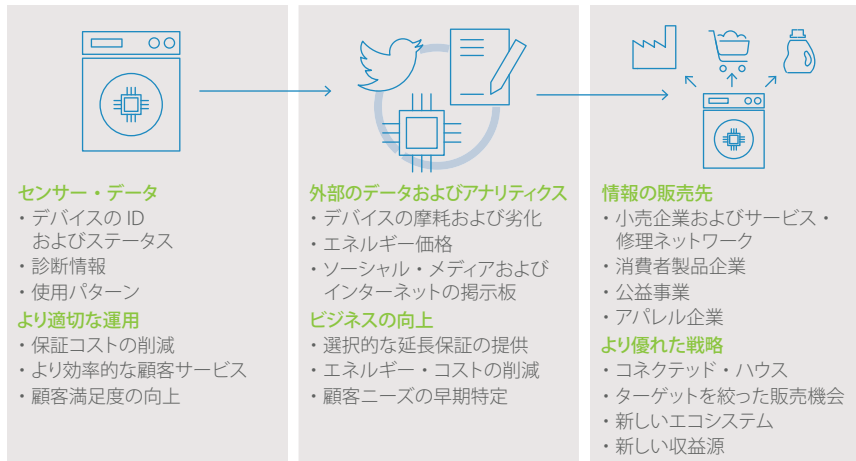 センサー・データ
・デバイスの ID
およびステータス
・診断情報
・使用パターン
より適切な運用
・保証コストの削減
・より効率的な顧客サービス
・顧客満足度の向上
外部のデータおよびアナリティクス
・デバイスの摩耗および劣化
・エネルギー価格
・ソーシャル・メディアおよび
インターネットの掲示板
ビジネスの向上
・選択的な延長保証の提供
・エネルギー・コストの削減
・顧客ニーズの早期特定
情報の販売先
・小売企業およびサービス・
修理ネットワーク
・消費者製品企業
・公益事業
・アパレル企業
より優れた戦略
・コネクテッド・ハウス
・ターゲットを絞った販売機会
・新しいエコシステム
・新しい収益源